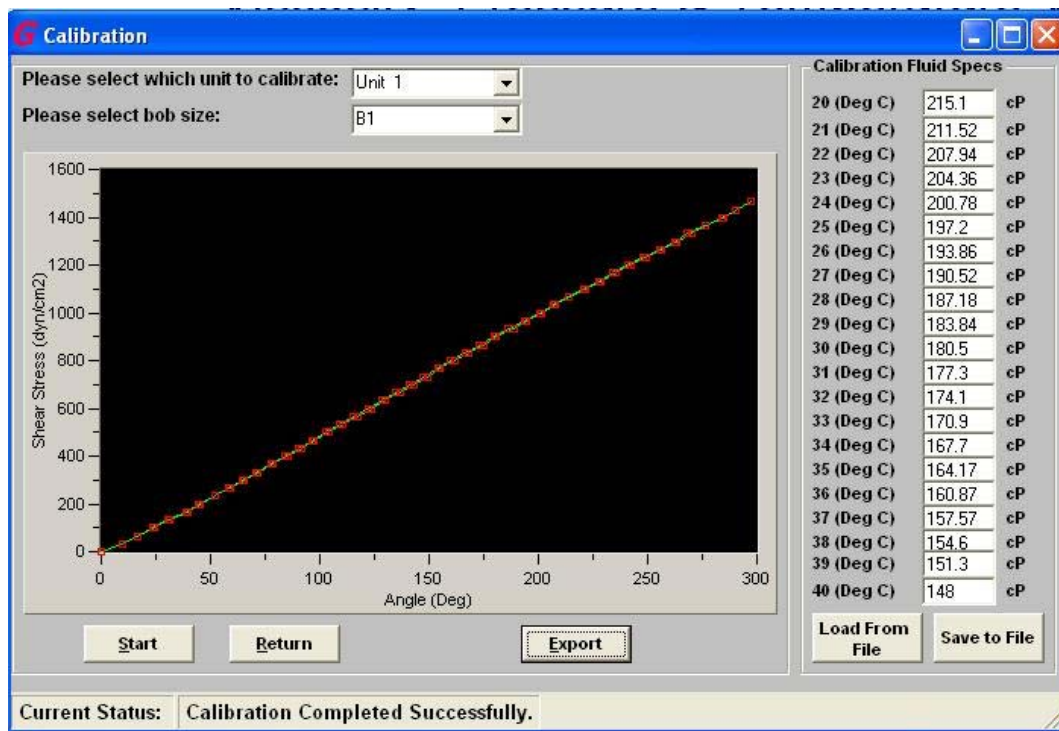 G Calibration
Please select which unit to calibrate: Unit 1
Please select bob size: B1
1600
1400
1200
1000
800
600
400
200
0
Shear Stress (dyn/cm2)
0 50 100 150 200 250 300
Angle (Deg)
Start Return Export
Calibration Fluid Specs
20 (Deg C) 215.1 cP
21 (Deg C) 211.52 cP
22 (Deg C) 207.94 cP
23 (Deg C) 204.36 cP
24 (Deg C) 200.78 cP
25 (Deg C) 197.2 cP
26 (Deg C) 193.86 cP
27 (Deg C) 190.52 cP
28 (Deg C) 187.18 cP
29 (Deg C) 183.84 cP
30 (Deg C) 180.5 cP
31 (Deg C) 177.3 cP
32 (Deg C) 174.1 cP
33 (Deg C) 170.9 cP
34 (Deg C) 167.7 cP
35 (Deg C) 164.17 cP
36 (Deg C) 160.87 cP
37 (Deg C) 157.57 cP
38 (Deg C) 154.6 cP
39 (Deg C) 151.3 cP
40 (Deg C) 148 cP
Load From
File
Save to File
Current Status: Calibration Completed Successfully.